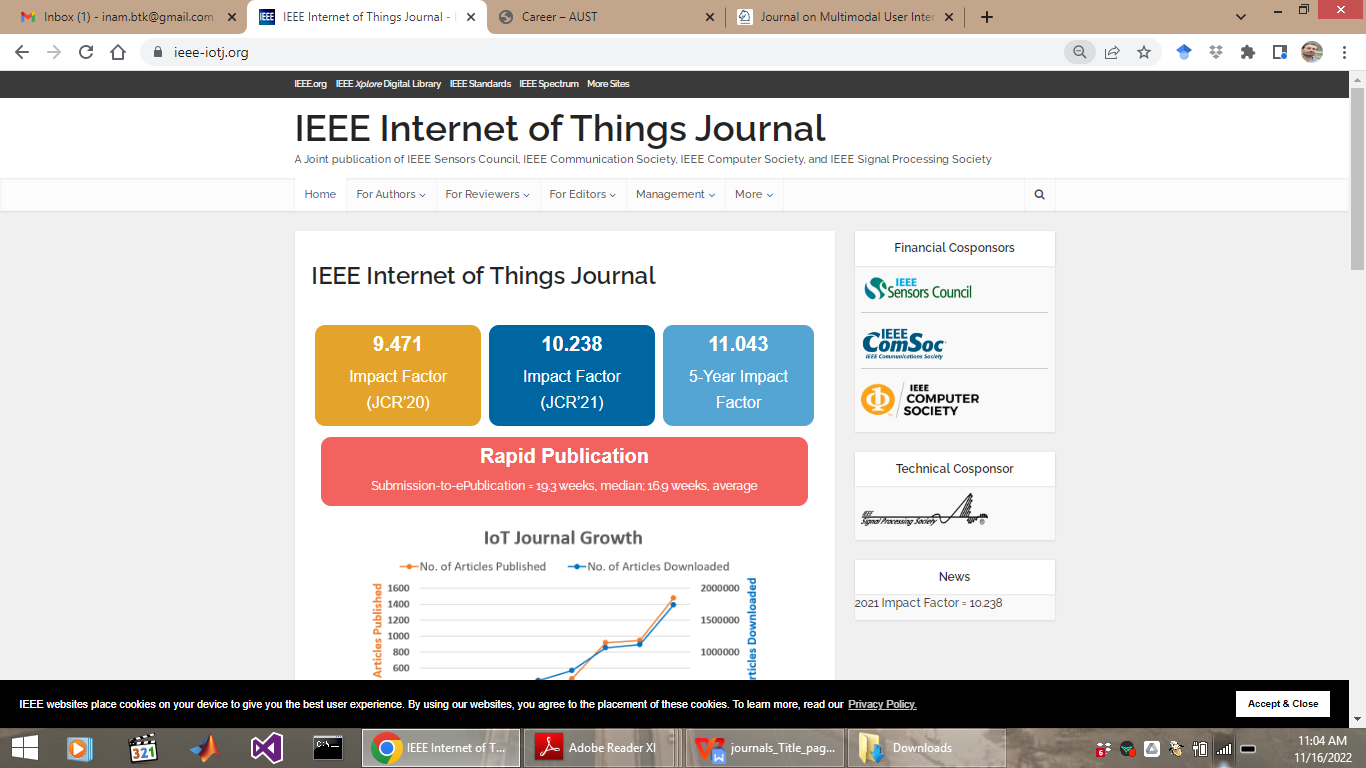 Inbox (1) - inam.btk@gmail.com
IEEE Internet of Things Journal -
Career – AUST
Journal on Multimodal User Inter
ieee-iotj.org
IEEE.org IEEE Xplore Digital Library IEEE Standards IEEE Spectrum More Sites
IEEE Internet of Things Journal
A Joint publication of IEEE Sensors Council, IEEE Communication Society, IEEE Computer Society, and IEEE Signal Processing Society
Home For Authors For Reviewers For Editors Management More
IEEE Internet of Things Journal
9.471
Impact Factor
(JCR'20)
10.238
Impact Factor
(JCR'21)
11.043
5-Year Impact
Factor
Rapid Publication
Submission-to-ePublication = 19.3 weeks, median; 16.9 weeks, average
IoT Journal Growth
No. of Articles Published No. of Articles Downloaded
Articles Published
1600
1400
1200
1000
800
600
2000000
1500000
1000000
rticles Downloaded
Financial Cosponsors
IEEE
Sensors Council
IEEE
ComSoc
IEEE Communications Society
IEEE
COMPUTER
SOCIETY
Technical Cosponsor
IEEE
Signal Processing Society
®
News
2021 Impact Factor = 10.238
IEEE websites place cookies on your device to give you the best user experience. By using our websites, you agree to the placement of these cookies. To learn more, read our Privacy Policy.
Accept & Close
321
C:\_
IEEE Internet of T...
Adobe Reader XI
journals_Title_pag...
Downloads
6
11:04 AM
11/16/2022